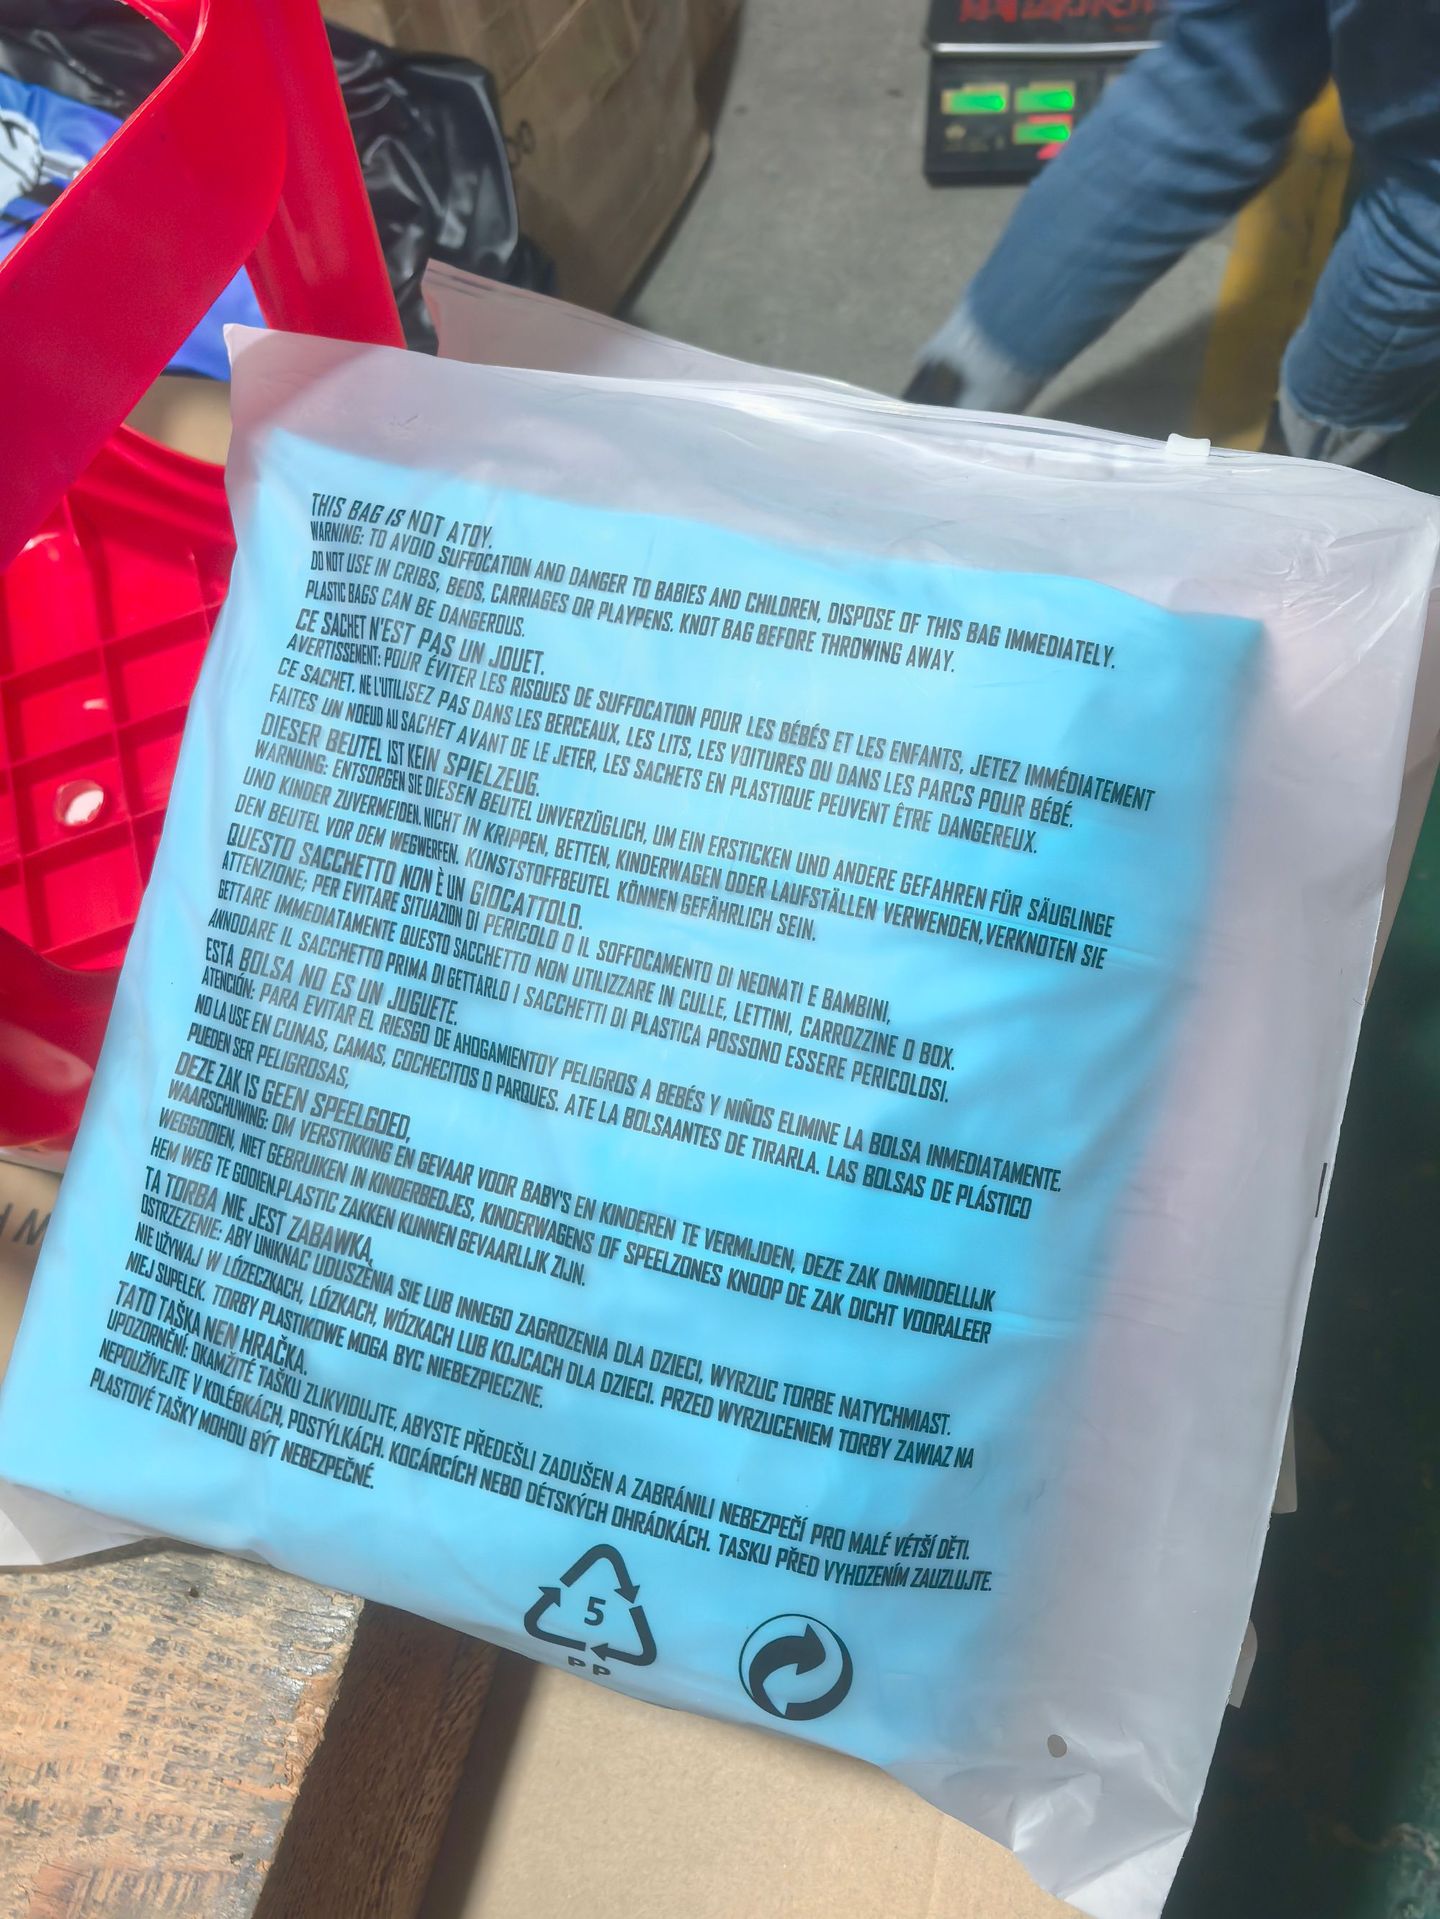 THIS BAG IS NOT ATOY.
WARNING: TO AVOID SUFFOCATION AND DANGER TO BABIES AND CHILDREN, DISPOSE OF THIS BAG IMMEDIATELY.
DO NOT USE IN CRIBS, BEDS, CARRIAGES OR PLAYPENS. KNOT BAG BEFORE THROWING AWAY.
PLASTIC BAGS CAN BE DANGEROUS.
CE SACHET N'EST PAS UN JOUET.
AVERTISSEMENT: POUR ÉVITER LES RISQUES DE SUFFOCATION POUR LES BÉBÉS ET LES ENFANTS, JETEZ IMMÉDIATEMENT
CE SACHET. NE L'UTILISEZ PAS DANS LES BERCEAUX, LES LITS, LES VOITURES OU DANS LES PARCS POUR BÉBÉ.
FAITES UN NOEUD AU SACHET AVANT DE LE JETER, LES SACHETS EN PLASTIQUE PEUVENT ÊTRE DANGEREUX.
DIESER BEUTEL IST KEIN SPIELZEUG.
WARNUNG: ENTSORGEN SIE DIESEN BEUTEL UNVERZÜGLICH, UM EIN ERSTICKEN UND ANDERE GEFAHREN FÜR SÄUGLINGE
UND KINDER ZUVERMEIDEN. NICHT IN KRIPPEN, BETTEN, KINDERWAGEN ODER LAUFSTÄLLEN VERWENDEN, VERKNOTEN SIE
DEN BEUTEL VOR DEM WEGWERFEN. KUNSTSTOFFBEUTEL KÖNNEN GEFÄHRLICH SEIN.
QUESTO SACCHETTO NON È UN GIOCATTOLO.
ATTENZIONE; PER EVITARE SITUAZION DI PERICOLO O IL SOFFOCAMENTO DI NEONATI E BAMBINI,
GETTARE IMMEDIATAMENTE QUESTO SACCHETTO NON UTILIZZARE IN CULLE, LETTINI, CARROZZINE O BOX.
ANNODARE IL SACCHETTO PRIMA DI GETTARLO I SACCHETTI DI PLASTICA POSSONO ESSERE PERICOLOSI.
ESTA BOLSA NO ES UN JUGUETE.
ATENCIÓN: PARA EVITAR EL RIESGO DE AHOGAMIENTOY PELIGROS A BEBÉS Y NIÑOS ELIMINE LA BOLSA INMEDIATAMENTE.
NO LA USE EN CUNAS, CAMAS, COCHECITOS O PARQUES. ATE LA BOLSAANTES DE TIRARLA. LAS BOLSAS DE PLÁSTICO
PUEDEN SER PELIGROSAS,
DEZE ZAK IS GEEN SPEELGOED,
WAARSCHUWING: OM VERSTIKKING EN GEVAAR VOOR BABY'S EN KINDEREN TE VERMIJDEN, DEZE ZAK ONMIDDELLIJK
WEGGOOIEN, NIET GEBRUIKEN IN KINOERBEDJES, KINDERWAGENS OF SPEELZONES KNOOP DE ZAK DICHT VOORALEER
HEM WEG TE GOOIEN.PLASTIC ZAKKEN KUNNEN GEVAARLIJK ZIJN.
TA TORBA NIE JEST ZABAWKĄ,
OSTRZEZENIE: ABY UNIKNAC UDUSZENIA SIE LUB INNEGO ZAGROZENIA DLA DZIECI, WYRZUC TORBE NATYCHMIAST.
NIE UŻYWAJ W LÓZECZKACH, LÓZKACH, WÓZKACH LUB KOJCACH DLA DZIECI. PRZED WYRZUCENIEM TORBY ZAWIAZ NA
NIEJ SUPELEK. TORBY PLASTIKOWE MOGA BYC NIEBEZPIECZNE.
TATO TAŠKA NEN HRAČKA.
UPOZORNĚNÍ: OKAMŽITĚ TAŠKU ZLIKVIDUJTE, ABYSTE PŘEDEŠLI ZADUŠEN A ZABRÁNILI NEBEZPEČÍ PRO MALÉ VĚTŠÍ DĚTI.
NEPOUŽÍVEJTE V KOLÉBKÁCH, POSTÝLKÁCH. KOCÁRCÍCH NEBO DĚTSKÝCH OHRÁDKÁCH. TASKU PŘED VYHOZENÍM ZAUZLUJTE.
PLASTOVÉ TAŠKY MOHOU BÝT NEBEZPEČNÉ.
5
PP